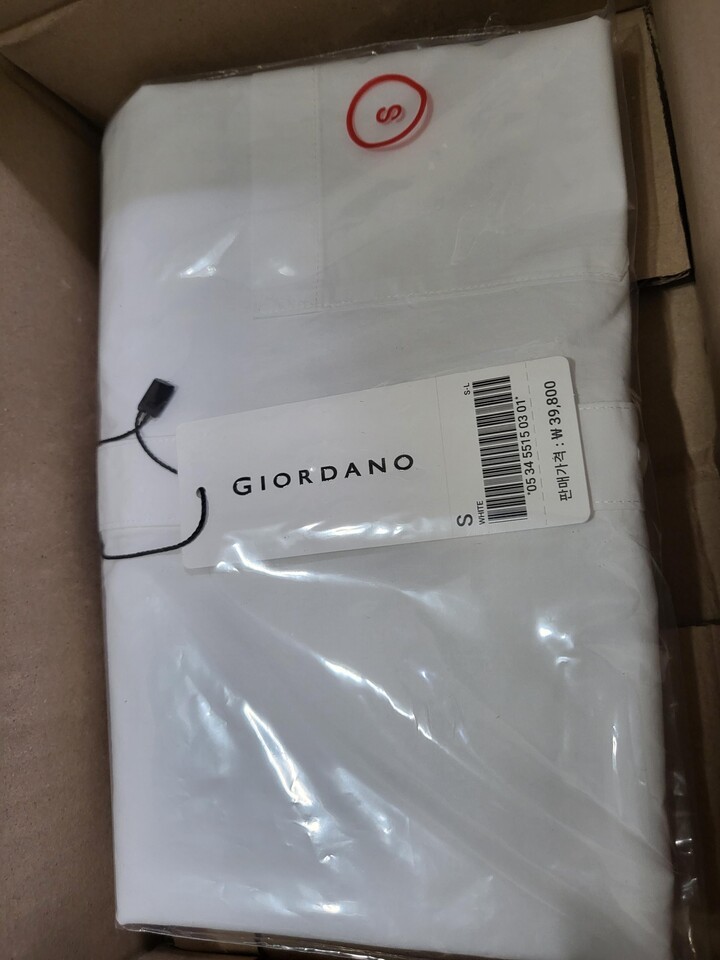 S
GIORDANO
S
WHITE
S-L
*05 34 5515 03 01*
판매가격 : ₩ 39,800